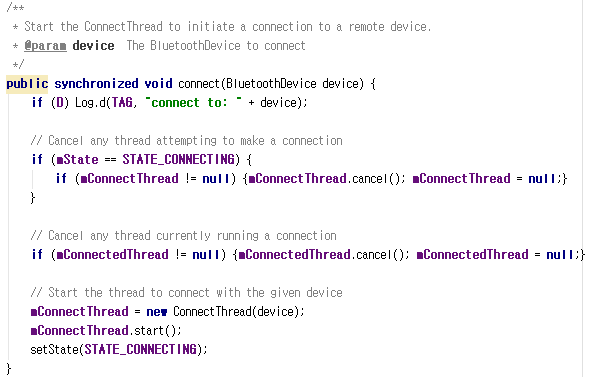 /**
 * Start the ConnectThread to initiate a connection to a remote device.
 * @param device  The BluetoothDevice to connect
 */
public synchronized void connect(BluetoothDevice device) {
    if (D) Log.d(TAG, "connect to: " + device);

    // Cancel any thread attempting to make a connection
    if (mState == STATE_CONNECTING) {
        if (mConnectThread != null) {mConnectThread.cancel(); mConnectThread = null;}
    }

    // Cancel any thread currently running a connection
    if (mConnectedThread != null) {mConnectedThread.cancel(); mConnectedThread = null;}

    // Start the thread to connect with the given device
    mConnectThread = new ConnectThread(device);
    mConnectThread.start();
    setState(STATE_CONNECTING);
}